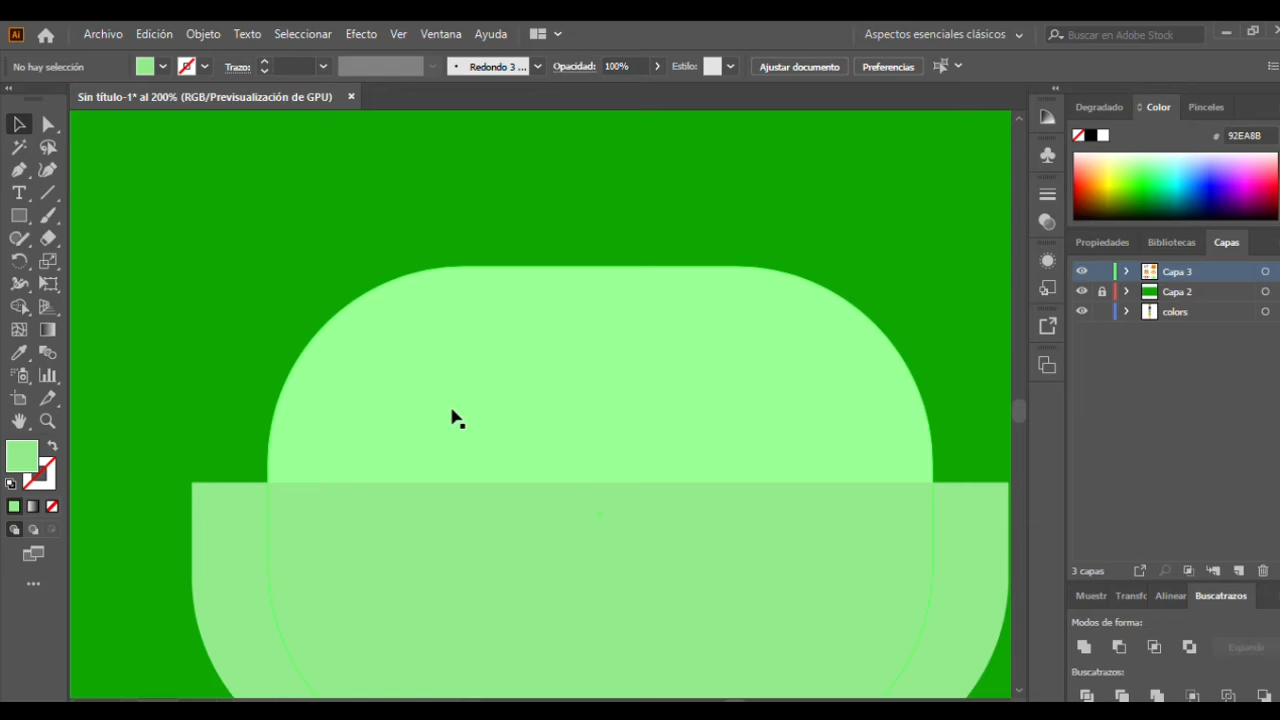 Ai Archivo Edición Objeto Texto Seleccionar Efecto Ver Ventana Ayuda Aspectos esenciales clásicos Buscar en Adobe Stock
No hay selección Trazo: Redondo 3 ... Opacidad: 100% Estilo: Ajustar documento Preferencias
Sin título-1* al 200% (RGB/Previsualización de GPU)
Degradado Color Pinceles
# 92EA8B
Propiedades Bibliotecas Capas
Capa 3
Capa 2
colors
3 capas
Muestr Transfo Alinear Buscatrazos
Modos de forma:
Expandir
Buscatrazos: